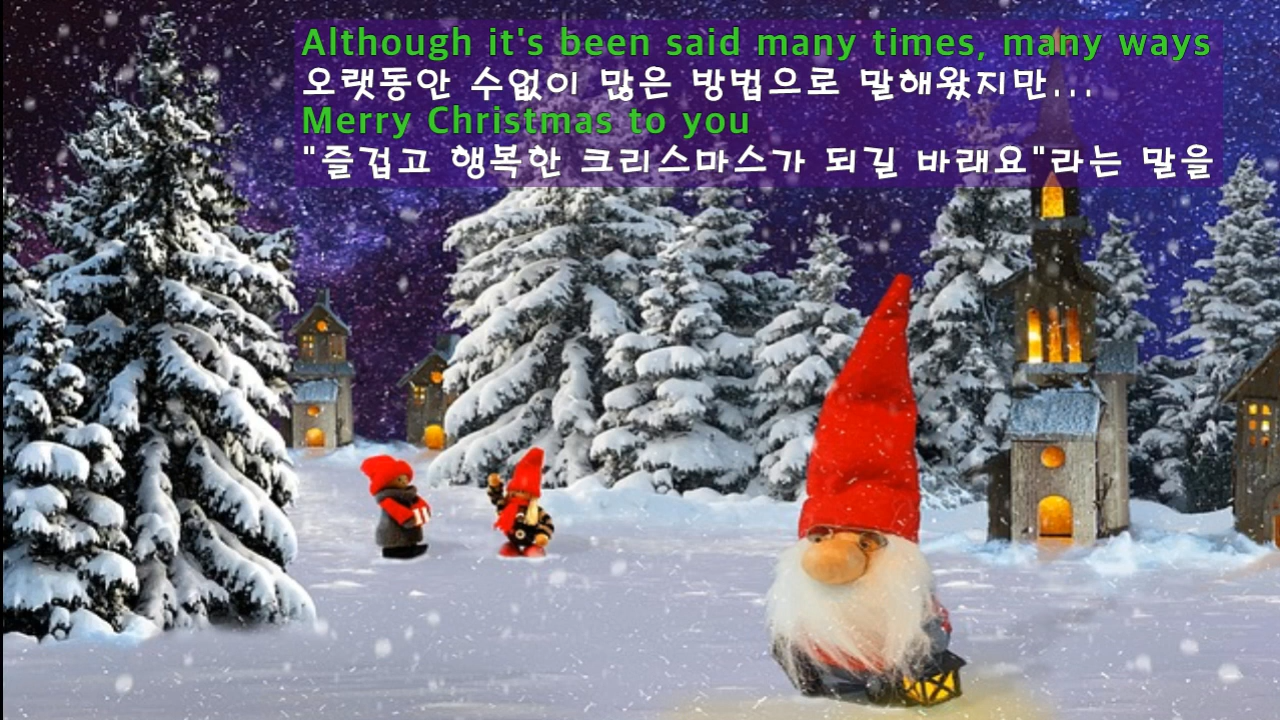 Although it's been said many times, many ways
오랫동안 수없이 많은 방법으로 말해왔지만...
Merry Christmas to you
"즐겁고 행복한 크리스마스가 되길 바래요"라는 말을